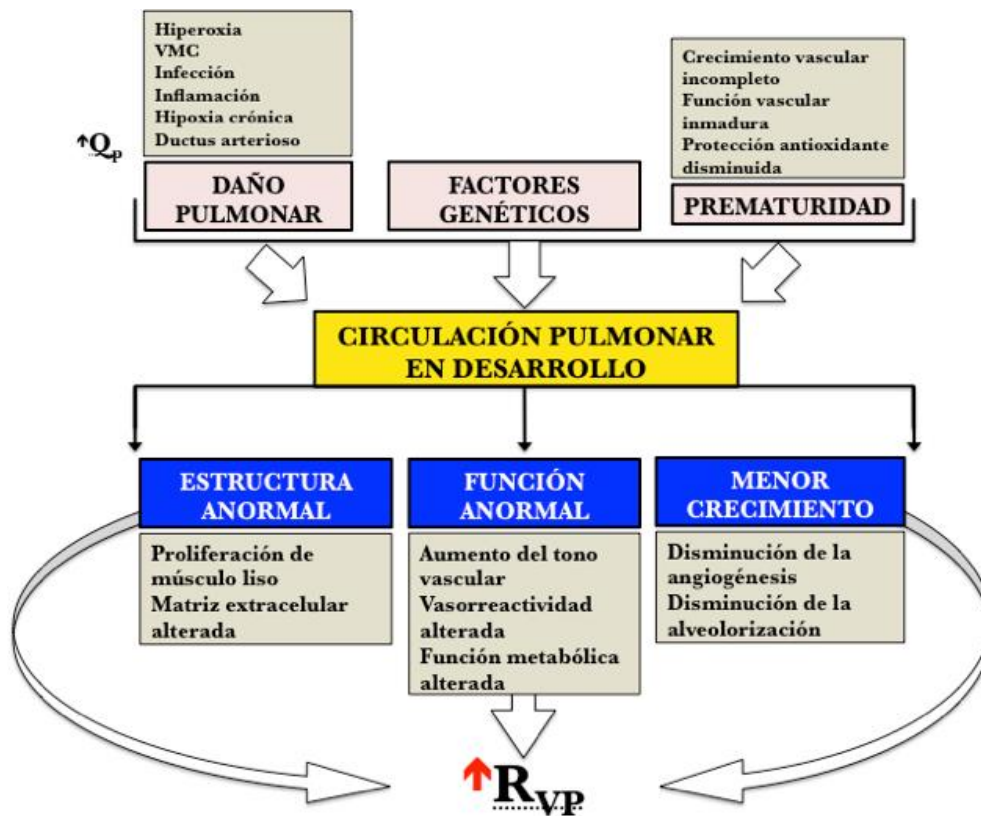 Hiperoxia
VMC
Infección
Inflamación
Hipoxia crónica
Ductus arterioso
↑Qp
DAÑO
PULMONAR
FACTORES
GENÉTICOS
Crecimiento vascular
incompleto
Función vascular
inmadura
Protección antioxidante
disminuida
PREMATURIDAD
CIRCULACIÓN PULMONAR
EN DESARROLLO
ESTRUCTURA
ANORMAL
Proliferación de
músculo liso
Matriz extracelular
alterada
FUNCIÓN
ANORMAL
Aumento del tono
vascular
Vasorreactividad
alterada
Función metabólica
alterada
MENOR
CRECIMIENTO
Disminución de la
angiogénesis
Disminución de la
alveolorización
↑RVP